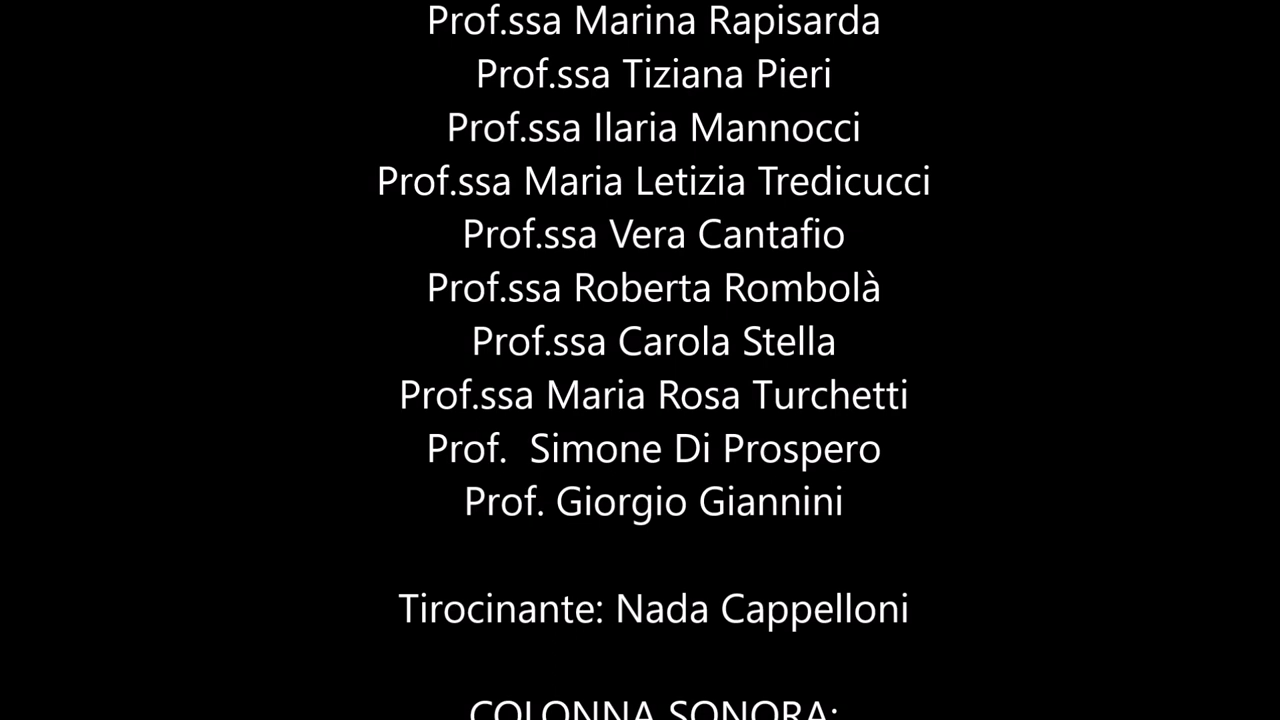 Prof.ssa Marina Rapisarda
Prof.ssa Tiziana Pieri
Prof.ssa Ilaria Mannocci
Prof.ssa Maria Letizia Tredicucci
Prof.ssa Vera Cantafio
Prof.ssa Roberta Rombolà
Prof.ssa Carola Stella
Prof.ssa Maria Rosa Turchetti
Prof.  Simone Di Prospero
Prof. Giorgio Giannini
Tirocinante: Nada Cappelloni
COLONNA SONORA: